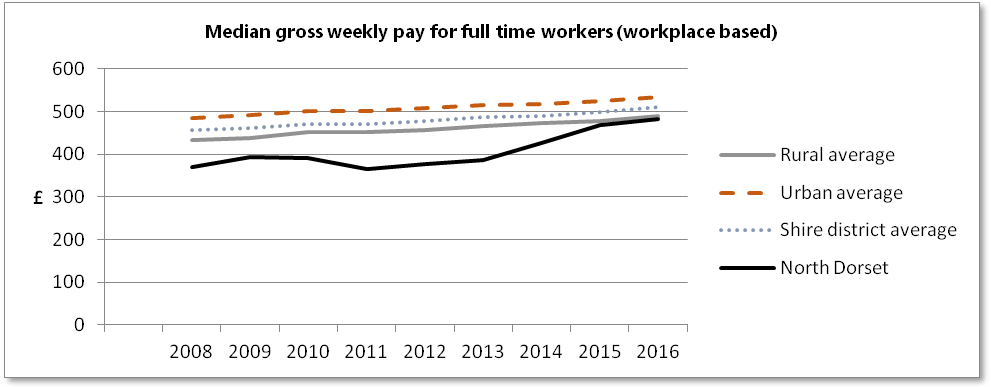 Median gross weekly pay for full time workers (workplace based)
600
500
400
300
200
100
0
£
2008 2009 2010 2011 2012 2013 2014 2015 2016
Rural average
Urban average
Shire district average
North Dorset